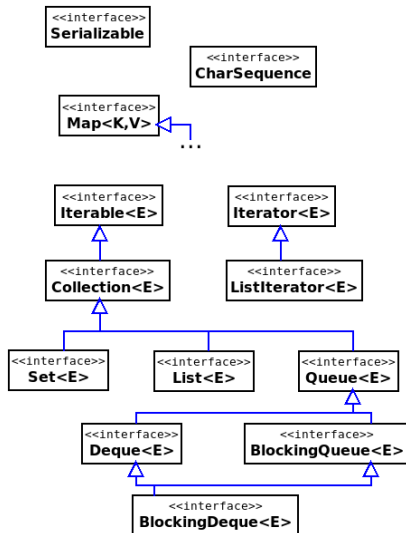 <<interface>>
Serializable
<<interface>>
CharSequence
<<interface>>
Map<K,V>
...
<<interface>>
Iterable<E>
<<interface>>
Iterator<E>
<<interface>>
Collection<E>
<<interface>>
ListIterator<E>
<<interface>>
Set<E>
<<interface>>
List<E>
<<interface>>
Queue<E>
<<interface>>
Deque<E>
<<interface>>
BlockingQueue<E>
<<interface>>
BlockingDeque<E>